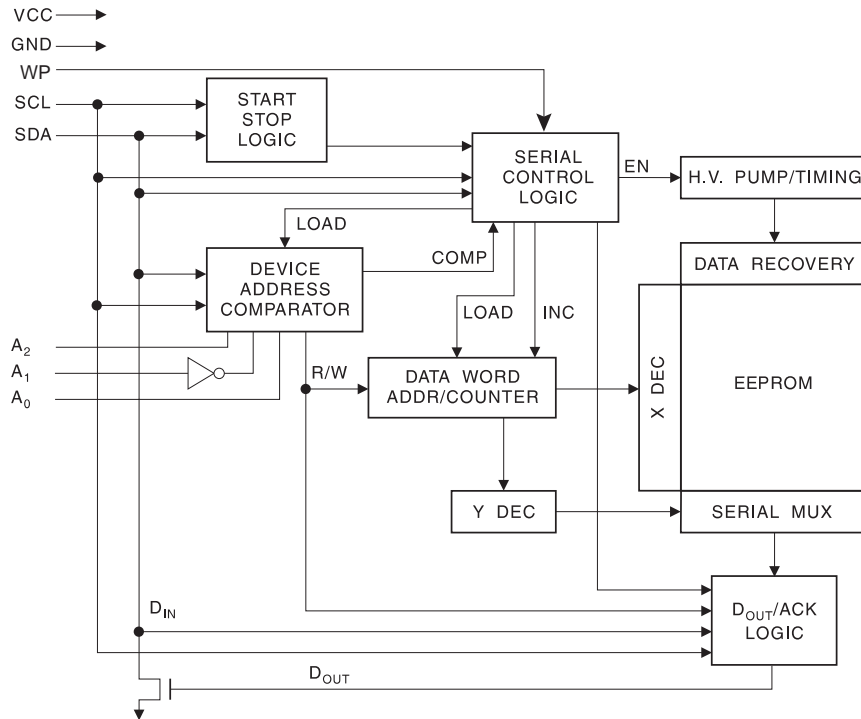 VCC
GND
WP
SCL
SDA
START
STOP
LOGIC
SERIAL
CONTROL
LOGIC
EN
H.V. PUMP/TIMING
LOAD
COMP
DEVICE
ADDRESS
COMPARATOR
DATA RECOVERY
LOAD
INC
A2
A1
A0
R/W
DATA WORD
ADDR/COUNTER
X DEC
EEPROM
Y DEC
SERIAL MUX
DIN
DOUT/ACK
LOGIC
DOUT